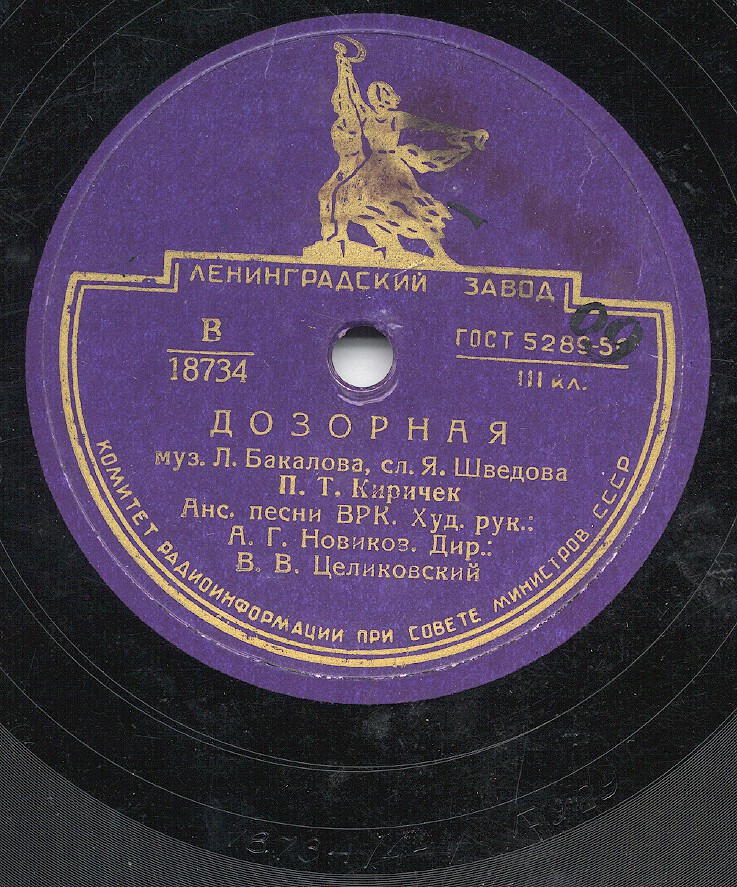 ЛЕНИНГРАДСКИЙ ЗАВОД
В
18734
ГОСТ 5289-5
III кл.
ДОЗОРНАЯ
муз. Л. Бакалова, сл. Я. Шведова
П. Т. Киричек
Анс. песни ВРК. Худ. рук.:
А. Г. Новиков. Дир.:
В. В. Целиковский
КОМИТЕТ РАДИОИНФОРМАЦИИ ПРИ СОВЕТЕ МИНИСТРОВ СССР